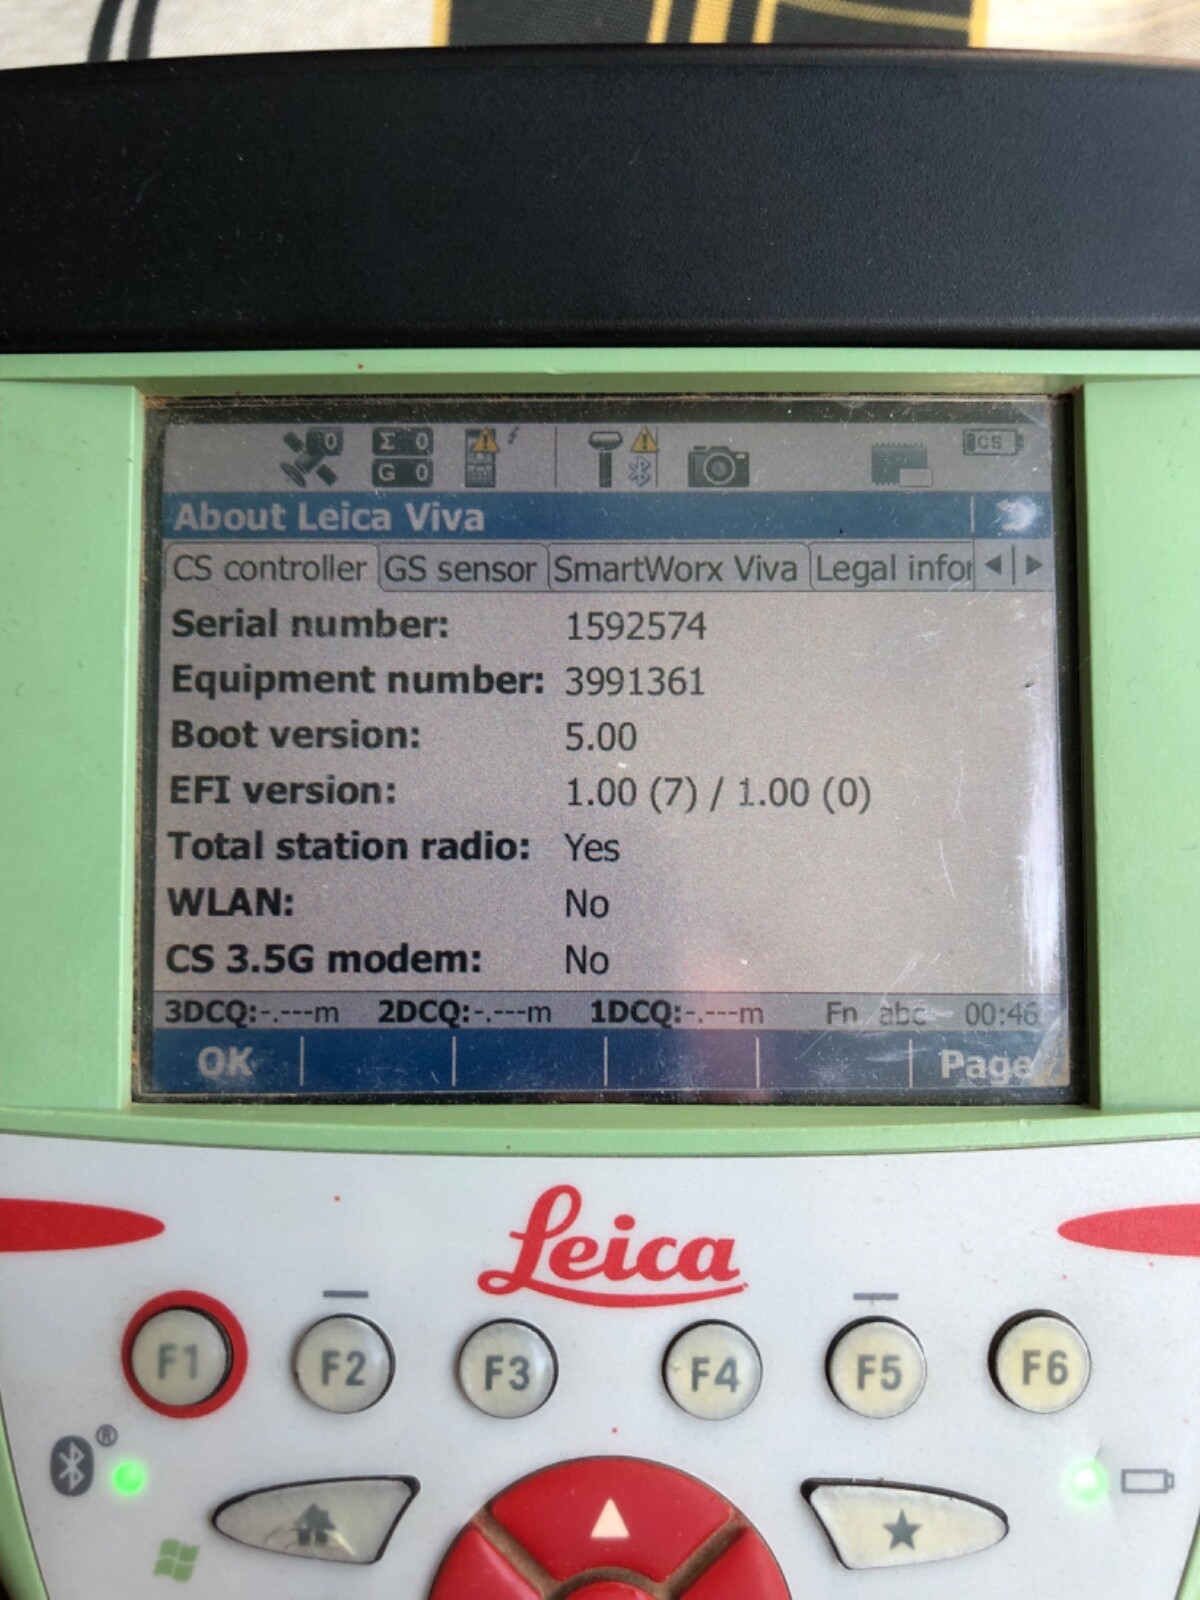 0 Σ 0 CS
G 0
About Leica Viva
CS controller GS sensor SmartWorx Viva Legal infor
Serial number: 1592574
Equipment number: 3991361
Boot version: 5.00
EFI version: 1.00 (7) / 1.00 (0)
Total station radio: Yes
WLAN: No
CS 3.5G modem: No
3DCQ:-.---m 2DCQ:-.---m 1DCQ:-.---m Fn abc 00:46
OK Page
Leica
F1 F2 F3 F4 F5 F6
®